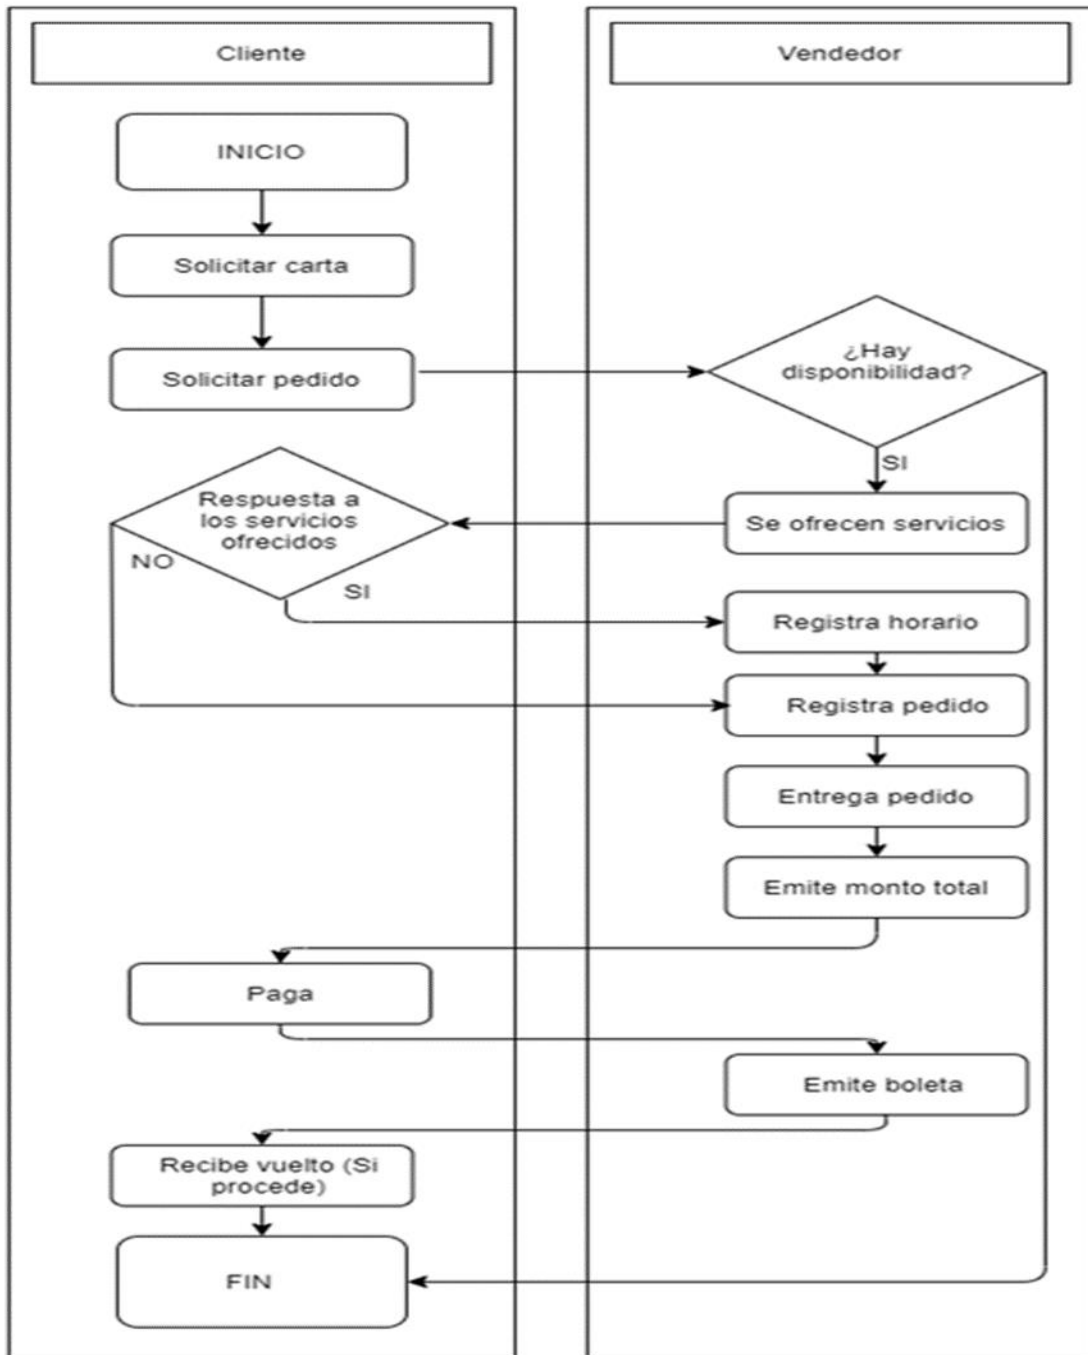 Cliente
Vendedor
INICIO
Solicitar carta
Solicitar pedido
¿Hay
disponibilidad?
SI
Se ofrecen servicios
Respuesta a
los servicios
ofrecidos
NO
SI
Registra horario
Registra pedido
Entrega pedido
Emite monto total
Paga
Emite boleta
Recibe vuelto (Si
procede)
FIN